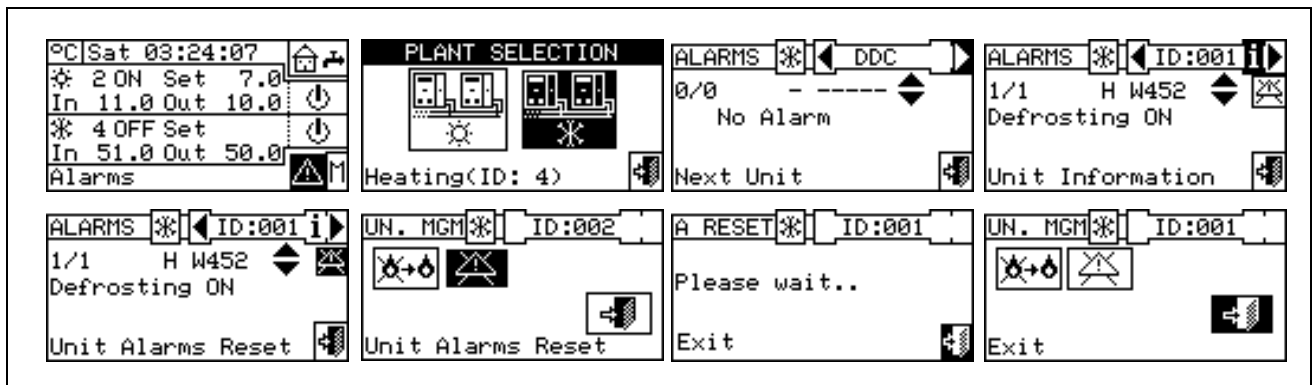 °C Sat 03:24:07
2 ON Set 7.0
In 11.0 Out 10.0
4 OFF Set
In 51.0 Out 50.0
Alarms M
PLANT SELECTION
Heating(ID: 4)
ALARMS DDC
0/0 - -----
No Alarm
Next Unit
ALARMS ID:001 i
1/1 H W452
Defrosting ON
Unit Information
ALARMS ID:001 i
1/1 H W452
Defrosting ON
Unit Alarms Reset
UN. MGM ID:002
Unit Alarms Reset
A RESET ID:001
Please wait..
Exit
UN. MGM ID:001
Exit